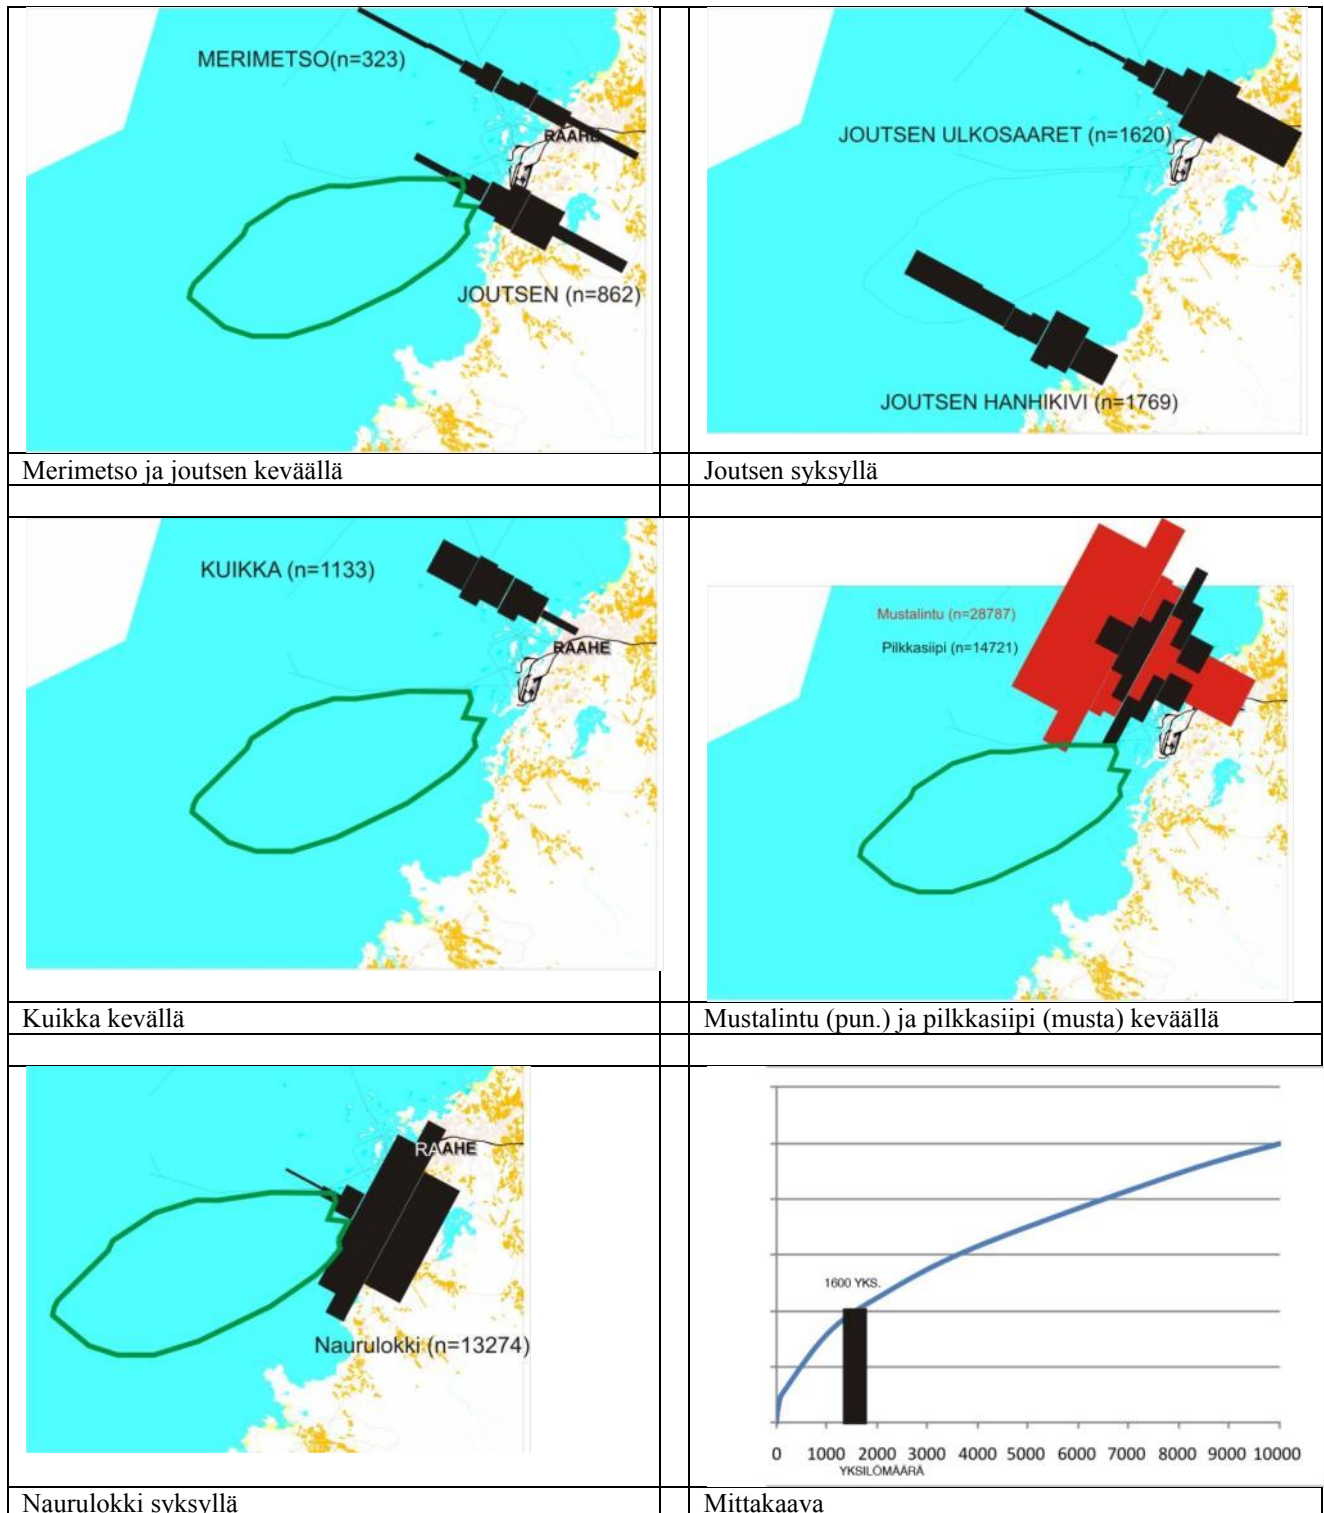 MERIMETSO(n=323)
RAAHE
JOUTSEN (n=862)
Merimetso ja joutsen keväällä
JOUTSEN ULKOSAARET (n=1620)
JOUTSEN HANHIKIVI (n=1769)
Joutsen syksyllä
KUIKKA (n=1133)
RAAHE
Kuikka kevällä
Mustalintu (n=28787)
Pilkkasiipi (n=14721)
Mustalintu (pun.) ja pilkkasiipi (musta) keväällä
RAAHE
Naurulokki (n=13274)
Naurulokki syksyllä
1600 YKS.
0 1000 2000 3000 4000 5000 6000 7000 8000 9000 10000
YKSILÖMÄÄRÄ
Mittakaava